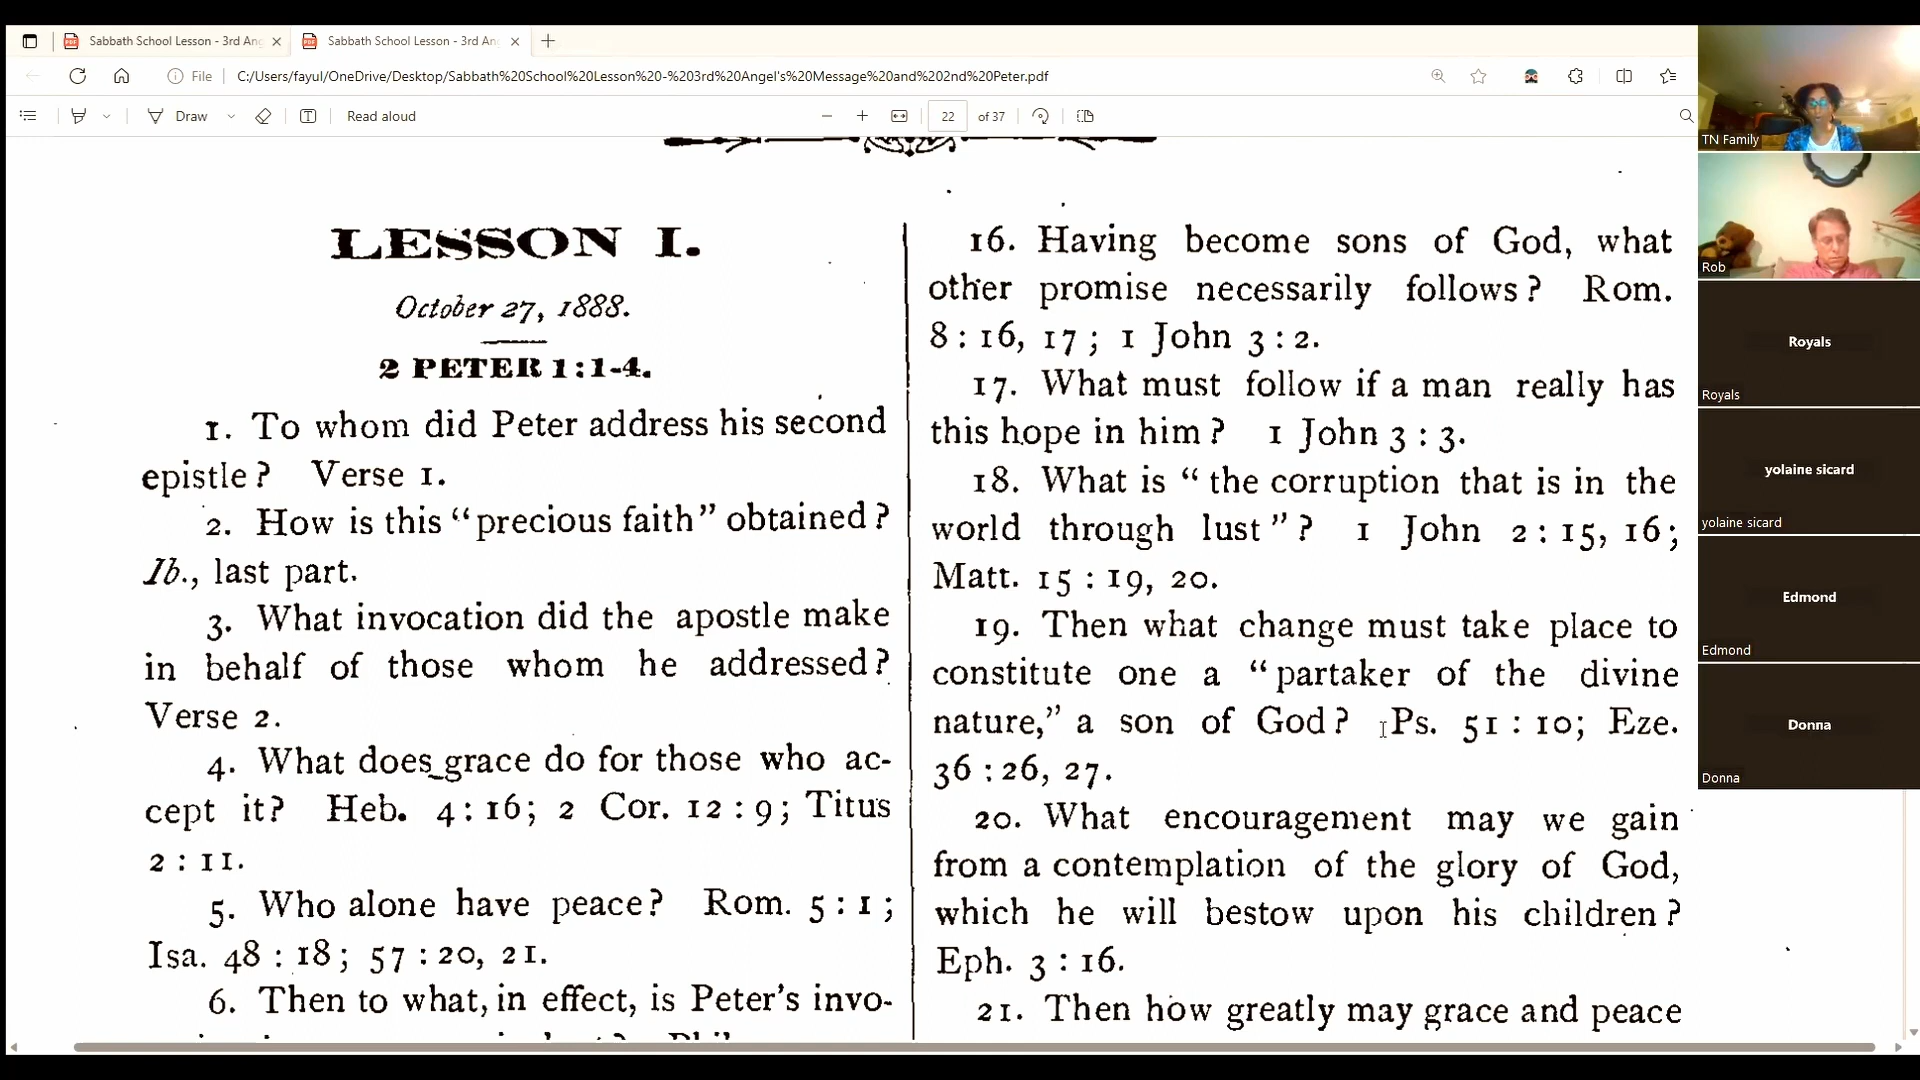 Sabbath School Lesson - 3rd An
Sabbath School Lesson - 3rd An
File
C:/Users/fayul/OneDrive/Desktop/Sabbath%20School%20Lesson%20-%203rd%20Angel's%20Message%20and%202nd%20Peter.pdf
Draw
Read aloud
22
of 37
LESSON I.
October 27, 1888.
2 PETER 1:1-4.
1. To whom did Peter address his second
epistle? Verse 1.
2. How is this “precious faith” obtained?
Ib., last part.
3. What invocation did the apostle make
in behalf of those whom he addressed?
Verse 2.
4. What does grace do for those who ac-
cept it? Heb. 4:16; 2 Cor. 12:9; Titus
2:11.
5. Who alone have peace? Rom. 5:1;
Isa. 48:18; 57:20, 21.
6. Then to what, in effect, is Peter’s invo-
16. Having become sons of God, what
other promise necessarily follows? Rom.
8:16, 17; 1 John 3:2.
17. What must follow if a man really has
this hope in him? 1 John 3:3.
18. What is “the corruption that is in the
world through lust”? 1 John 2:15, 16;
Matt. 15:19, 20.
19. Then what change must take place to
constitute one a “partaker of the divine
nature,” a son of God? Ps. 51:10; Eze.
36:26, 27.
20. What encouragement may we gain
from a contemplation of the glory of God,
which he will bestow upon his children?
Eph. 3:16.
21. Then how greatly may grace and peace
TN Family
Rob
Royals
Royals
yolaine sicard
yolaine sicard
Edmond
Edmond
Donna
Donna